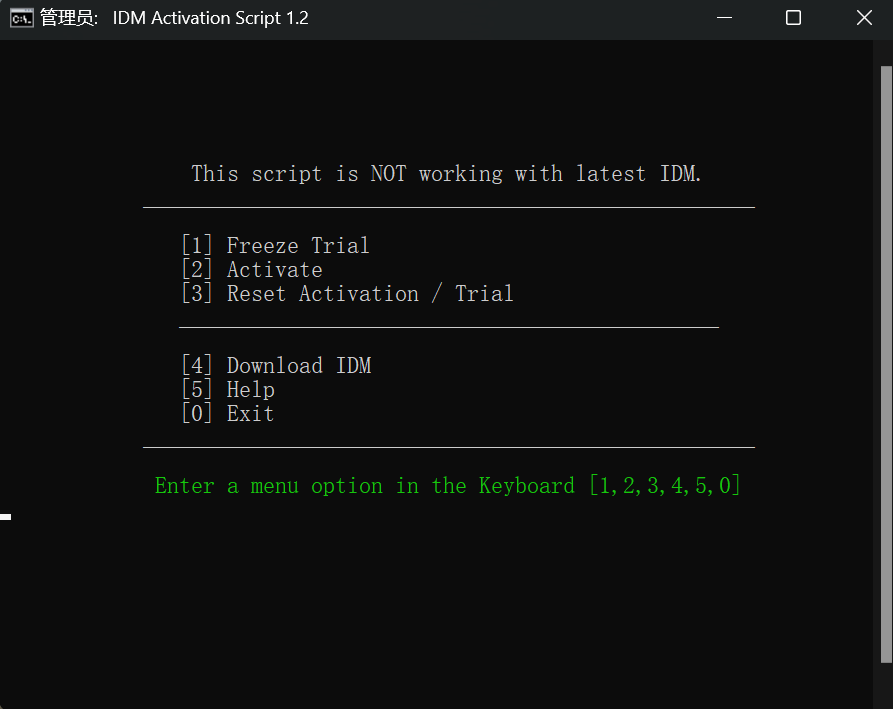 管理员: IDM Activation Script 1.2
This script is NOT working with latest IDM.
[1] Freeze Trial
[2] Activate
[3] Reset Activation / Trial
[4] Download IDM
[5] Help
[0] Exit
Enter a menu option in the Keyboard [1,2,3,4,5,0]